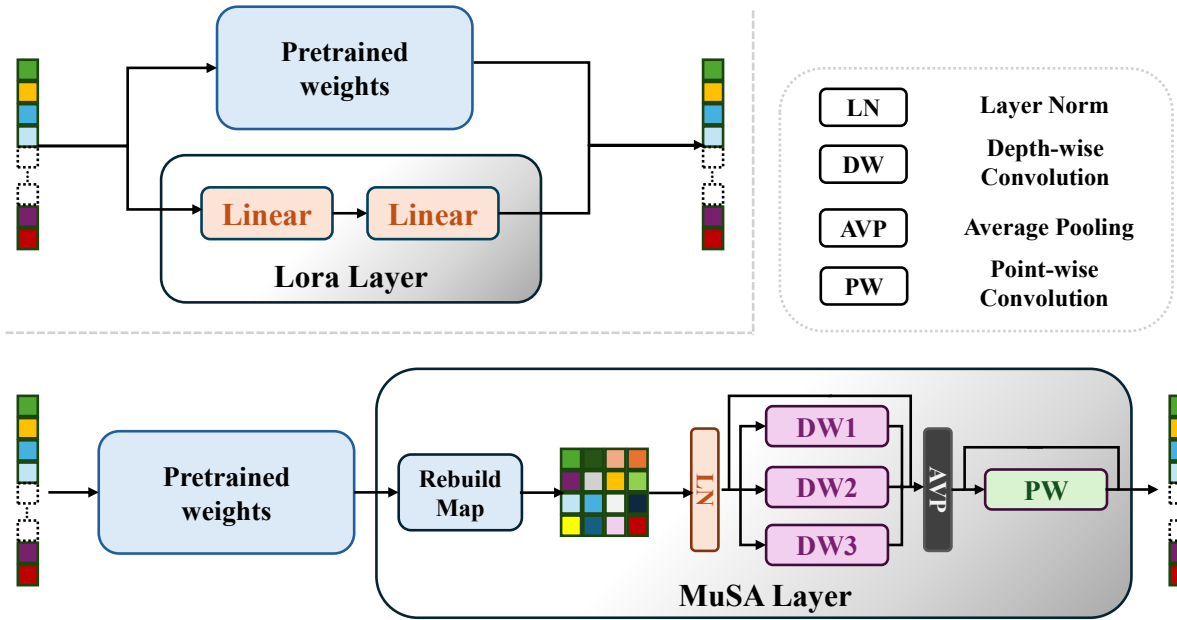 Pretrained
weights
Linear
Linear
Lora Layer
LN
Layer Norm
DW
Depth-wise
Convolution
AVP
Average Pooling
PW
Point-wise
Convolution
Pretrained
weights
Rebuild
Map
LN
DW1
DW2
DW3
AVP
PW
MuSA Layer